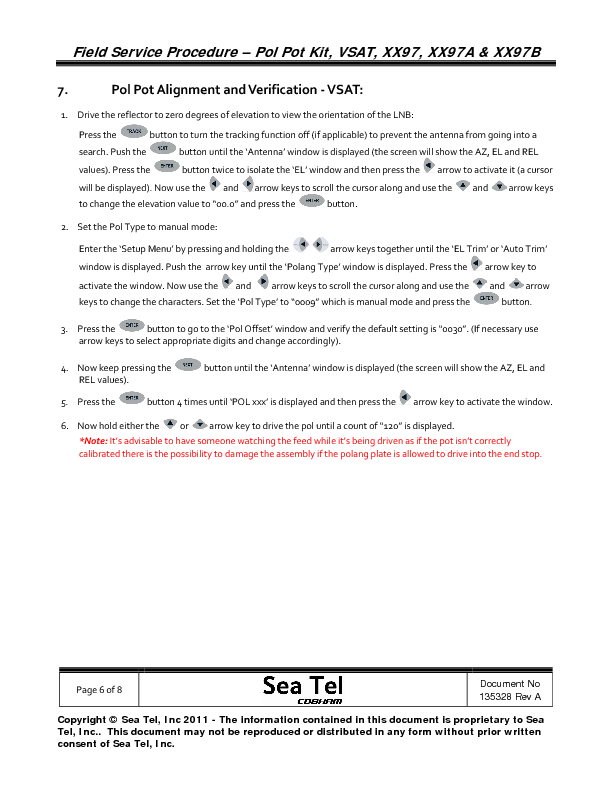 Field Service Procedure – Pol Pot Kit, VSAT, XX97, XX97A & XX97B
7. Pol Pot Alignment and Verification - VSAT:
1. Drive the reflector to zero degrees of elevation to view the orientation of the LNB:
Press the TRACK button to turn the tracking function off (if applicable) to prevent the antenna from going into a
search. Push the NEXT button until the ‘Antenna’ window is displayed (the screen will show the AZ, EL and REL
values). Press the ENTER button twice to isolate the ‘EL’ window and then press the arrow to activate it (a cursor
will be displayed). Now use the and arrow keys to scroll the cursor along and use the and arrow keys
to change the elevation value to “00.0” and press the ENTER button.
2. Set the Pol Type to manual mode:
Enter the ‘Setup Menu’ by pressing and holding the arrow keys together until the ‘EL Trim’ or ‘Auto Trim’
window is displayed. Push the arrow key until the ‘Polang Type’ window is displayed. Press the arrow key to
activate the window. Now use the and arrow keys to scroll the cursor along and use the and arrow
keys to change the characters. Set the ‘Pol Type’ to “0009” which is manual mode and press the ENTER button.
3. Press the ENTER button to go to the ‘Pol Offset’ window and verify the default setting is “0030”. (If necessary use
arrow keys to select appropriate digits and change accordingly).
4. Now keep pressing the NEXT button until the ‘Antenna’ window is displayed (the screen will show the AZ, EL and
REL values).
5. Press the ENTER button 4 times until ‘POL xxx’ is displayed and then press the arrow key to activate the window.
6. Now hold either the or arrow key to drive the pol until a count of “120” is displayed.
*Note: It’s advisable to have someone watching the feed while it’s being driven as if the pot isn’t correctly
calibrated there is the possibility to damage the assembly if the polang plate is allowed to drive into the end stop.
Page 6 of 8
Sea Tel
COBHAM
Document No
135328 Rev A
Copyright © Sea Tel, Inc 2011 - The information contained in this document is proprietary to Sea
Tel, Inc.. This document may not be reproduced or distributed in any form without prior written
consent of Sea Tel, Inc.